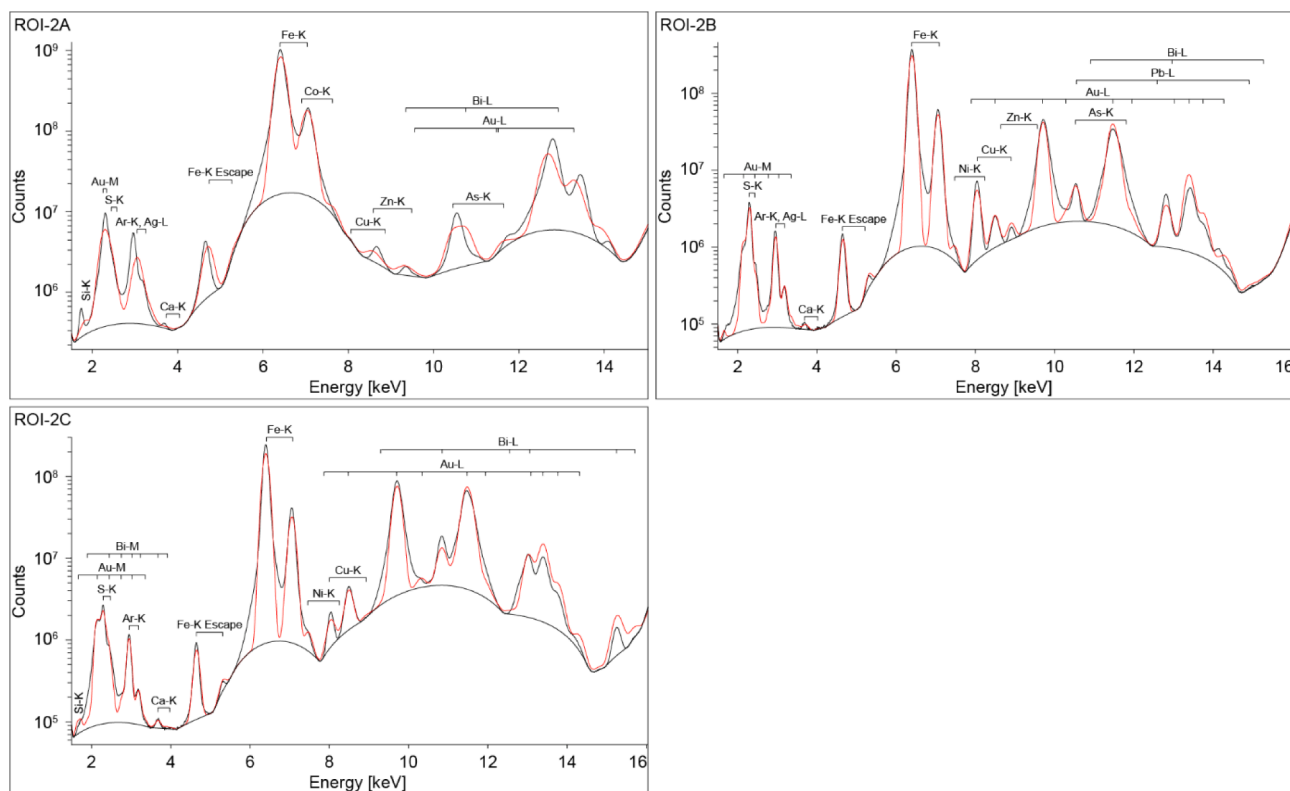 ROI-2A
Counts
10⁹
10⁸
10⁷
10⁶
Fe-K
Co-K
Bi-L
Au-L
Fe-K Escape
Au-M
S-K
Ar-K, Ag-L
Si-K
Ca-K
Zn-K
Cu-K
As-K
2 4 6 8 10 12 14
Energy [keV]
ROI-2B
Counts
10⁸
10⁷
10⁶
10⁵
Fe-K
Bi-L
Pb-L
Au-L
Zn-K
As-K
Cu-K
Ni-K
Au-M
S-K
Ar-K, Ag-L
Fe-K Escape
Ca-K
2 4 6 8 10 12 14 16
Energy [keV]
ROI-2C
Counts
10⁸
10⁷
10⁶
10⁵
Fe-K
Bi-L
Au-L
Bi-M
Au-M
S-K
Ar-K
Si-K
Ca-K
Fe-K Escape
Cu-K
Ni-K
2 4 6 8 10 12 14 16
Energy [keV]